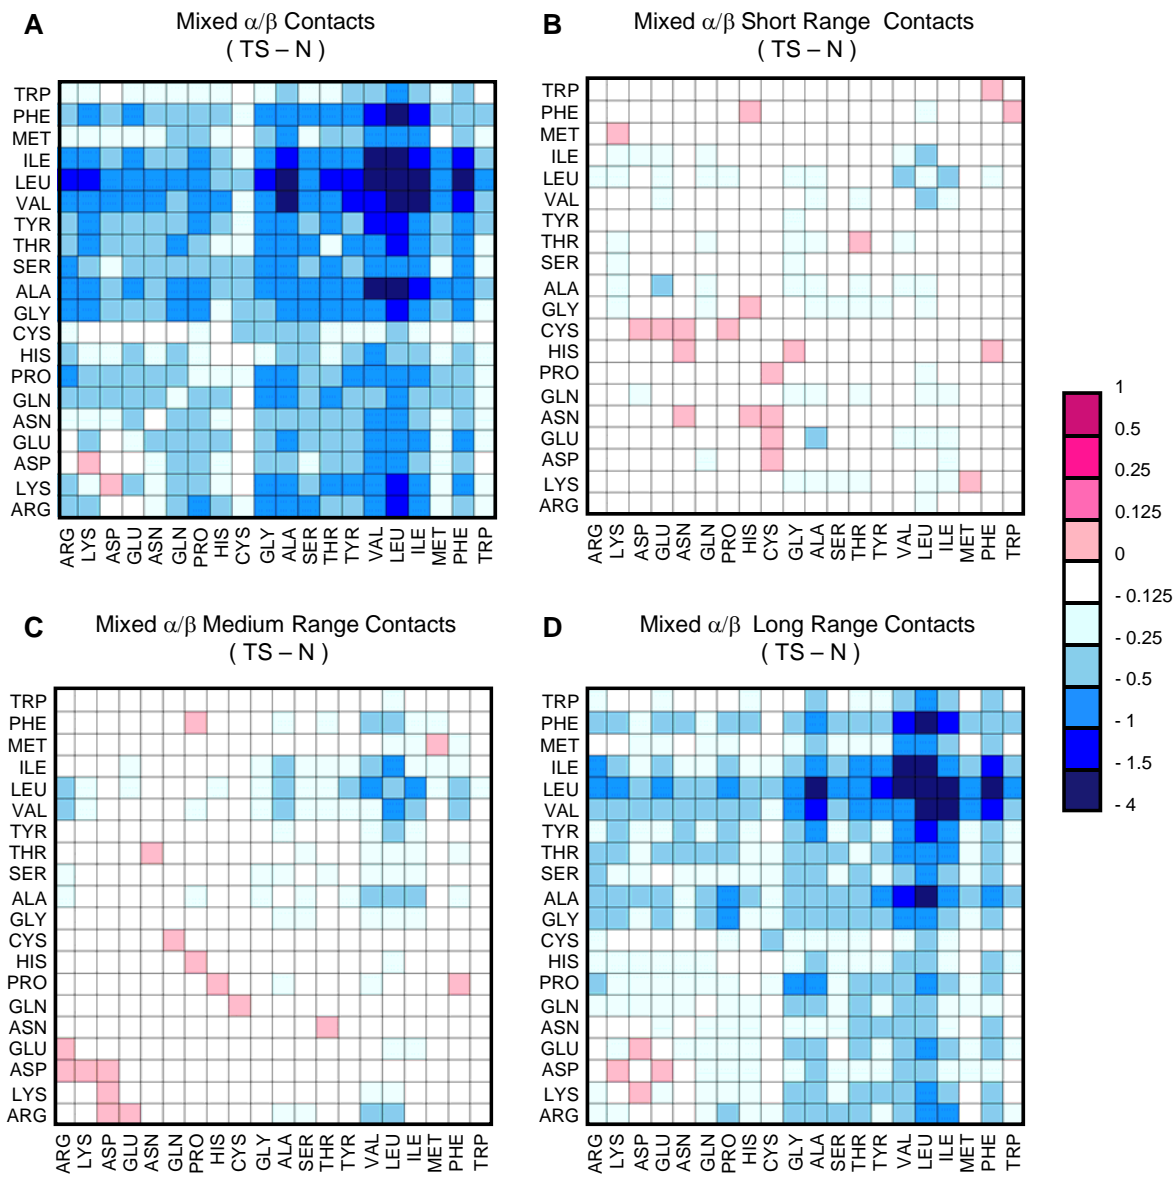 A
Mixed α/β Contacts
( TS – N )
TRP
PHE
MET
ILE
LEU
VAL
TYR
THR
SER
ALA
GLY
CYS
HIS
PRO
GLN
ASN
GLU
ASP
LYS
ARG
ARG LYS ASP GLU ASN GLN PRO HIS CYS GLY ALA SER THR TYR VAL LEU ILE MET PHE TRP
B
Mixed α/β Short Range Contacts
( TS – N )
TRP
PHE
MET
ILE
LEU
VAL
TYR
THR
SER
ALA
GLY
CYS
HIS
PRO
GLN
ASN
GLU
ASP
LYS
ARG
ARG LYS ASP GLU ASN GLN PRO HIS CYS GLY ALA SER THR TYR VAL LEU ILE MET PHE TRP
1
0.5
0.25
0.125
0
- 0.125
- 0.25
- 0.5
- 1
- 1.5
- 4
C
Mixed α/β Medium Range Contacts
( TS – N )
TRP
PHE
MET
ILE
LEU
VAL
TYR
THR
SER
ALA
GLY
CYS
HIS
PRO
GLN
ASN
GLU
ASP
LYS
ARG
ARG LYS ASP GLU ASN GLN PRO HIS CYS GLY ALA SER THR TYR VAL LEU ILE MET PHE TRP
D
Mixed α/β Long Range Contacts
( TS – N )
TRP
PHE
MET
ILE
LEU
VAL
TYR
THR
SER
ALA
GLY
CYS
HIS
PRO
GLN
ASN
GLU
ASP
LYS
ARG
ARG LYS ASP GLU ASN GLN PRO HIS CYS GLY ALA SER THR TYR VAL LEU ILE MET PHE TRP